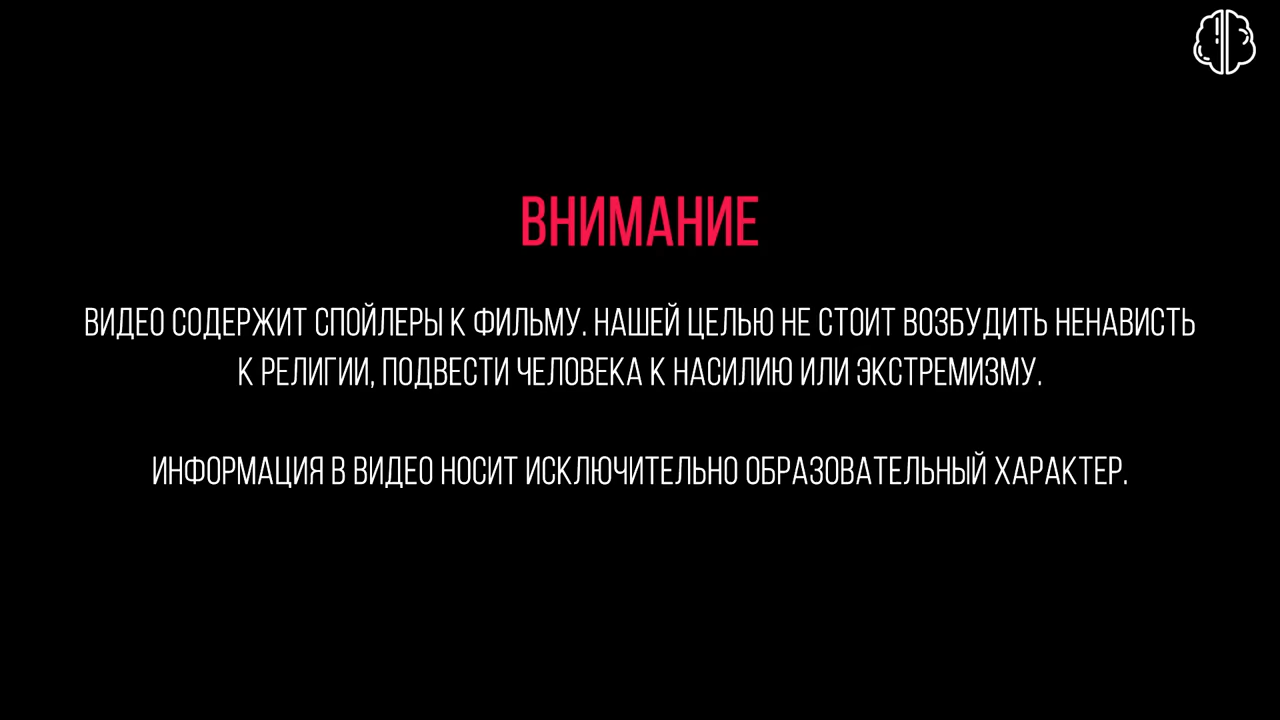 ВНИМАНИЕ
ВИДЕО СОДЕРЖИТ СПОЙЛЕРЫ К ФИЛЬМУ. НАШЕЙ ЦЕЛЬЮ НЕ СТОИТ ВОЗБУДИТЬ НЕНАВИСТЬ
К РЕЛИГИИ, ПОДВЕСТИ ЧЕЛОВЕКА К НАСИЛИЮ ИЛИ ЭКСТРЕМИЗМУ.
ИНФОРМАЦИЯ В ВИДЕО НОСИТ ИСКЛЮЧИТЕЛЬНО ОБРАЗОВАТЕЛЬНЫЙ ХАРАКТЕР.